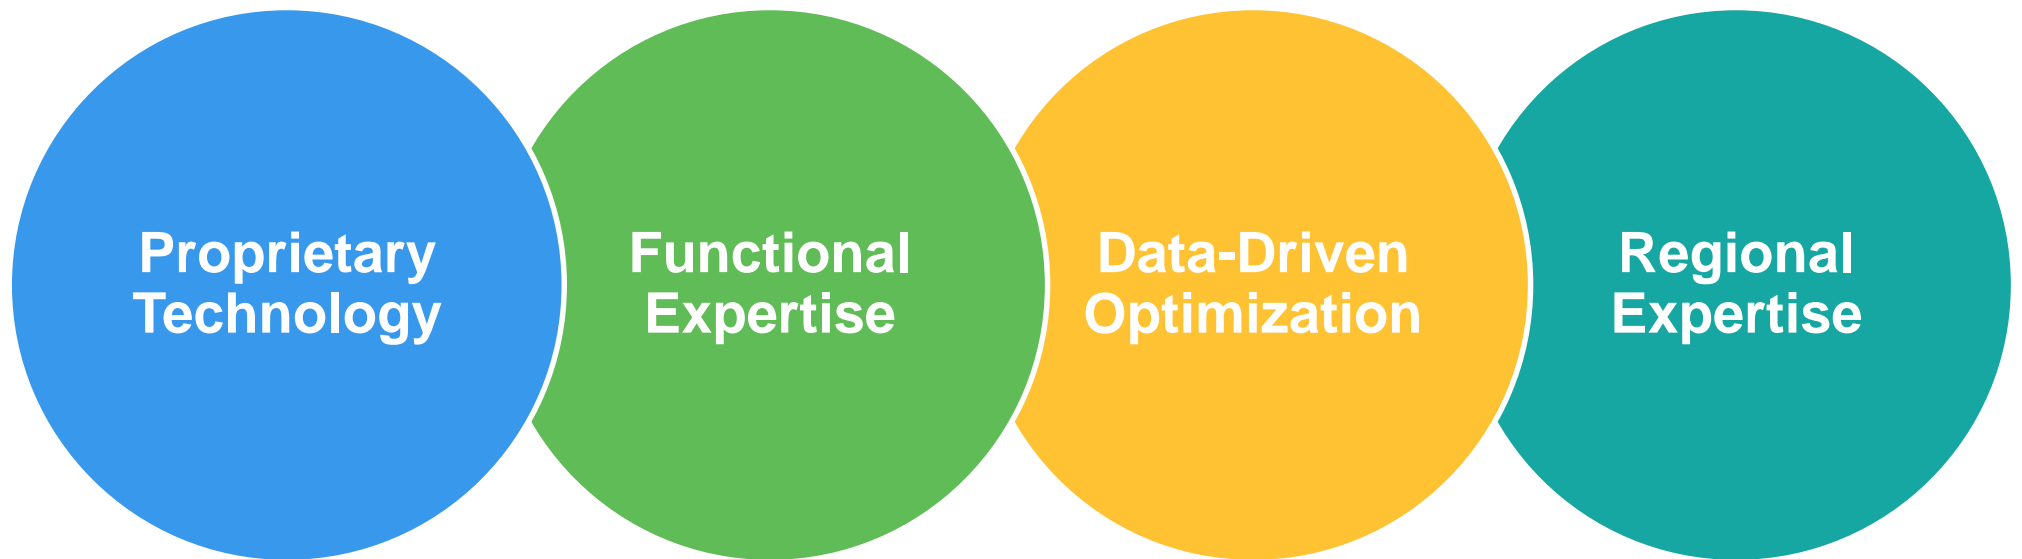 Proprietary
Technology
Functional
Expertise
Data-Driven
Optimization
Regional
Expertise